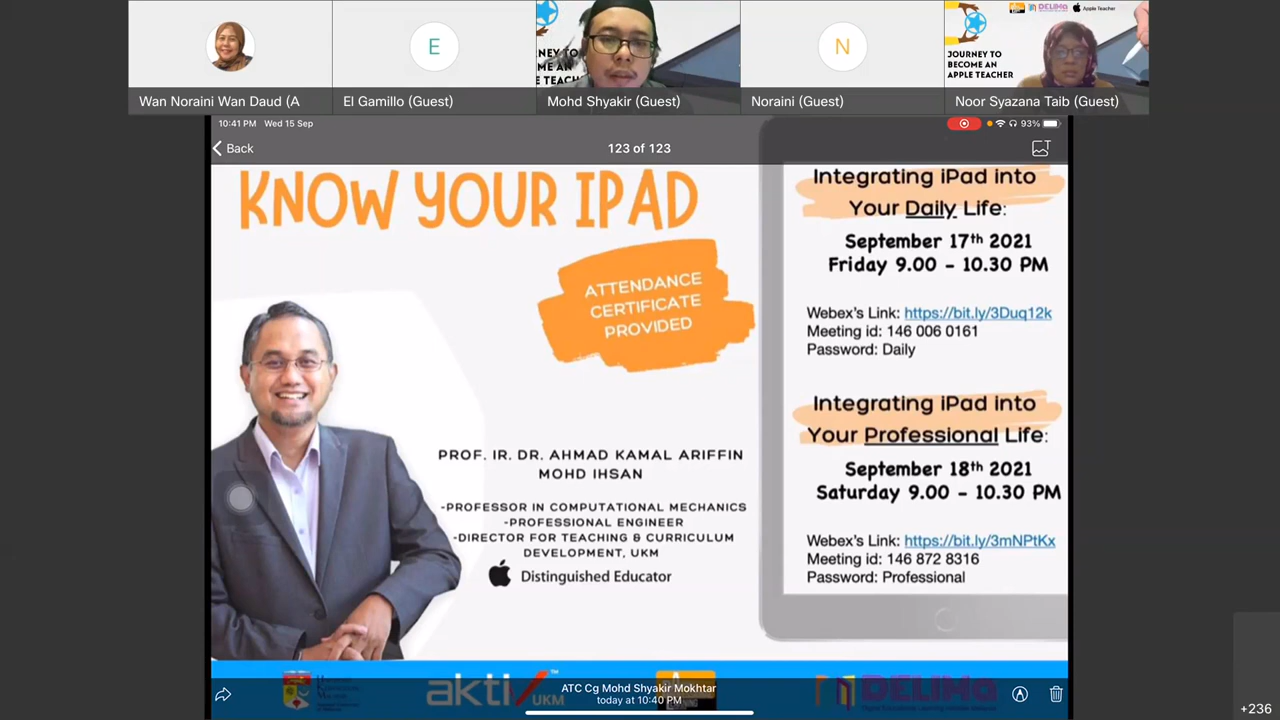 Wan Noraini Wan Daud (A
E
El Gamillo (Guest)
Mohd Shyakir (Guest)
N
Noraini (Guest)
JOURNEY TO
BECOME AN
APPLE TEACHER
Apple Teacher
Noor Syazana Taib (Guest)
10:41 PM Wed 15 Sep
93%
Back
123 of 123
KNOW YOUR IPAD
ATTENDANCE
CERTIFICATE
PROVIDED
PROF. IR. DR. AHMAD KAMAL ARIFFIN
MOHD IHSAN
-PROFESSOR IN COMPUTATIONAL MECHANICS
-PROFESSIONAL ENGINEER
-DIRECTOR FOR TEACHING & CURRICULUM
DEVELOPMENT, UKM
Distinguished Educator
Integrating iPad into
Your Daily Life:
September 17th 2021
Friday 9.00 - 10.30 PM
Webex's Link: https://bit.ly/3Duq12k
Meeting id: 146 006 0161
Password: Daily
Integrating iPad into
Your Professional Life:
September 18th 2021
Saturday 9.00 - 10.30 PM
Webex's Link: https://bit.ly/3mNPtKx
Meeting id: 146 872 8316
Password: Professional
akti
UKM
DELIMa
ATC Cg Mohd Shyakir Mokhtar
today at 10:40 PM
+236